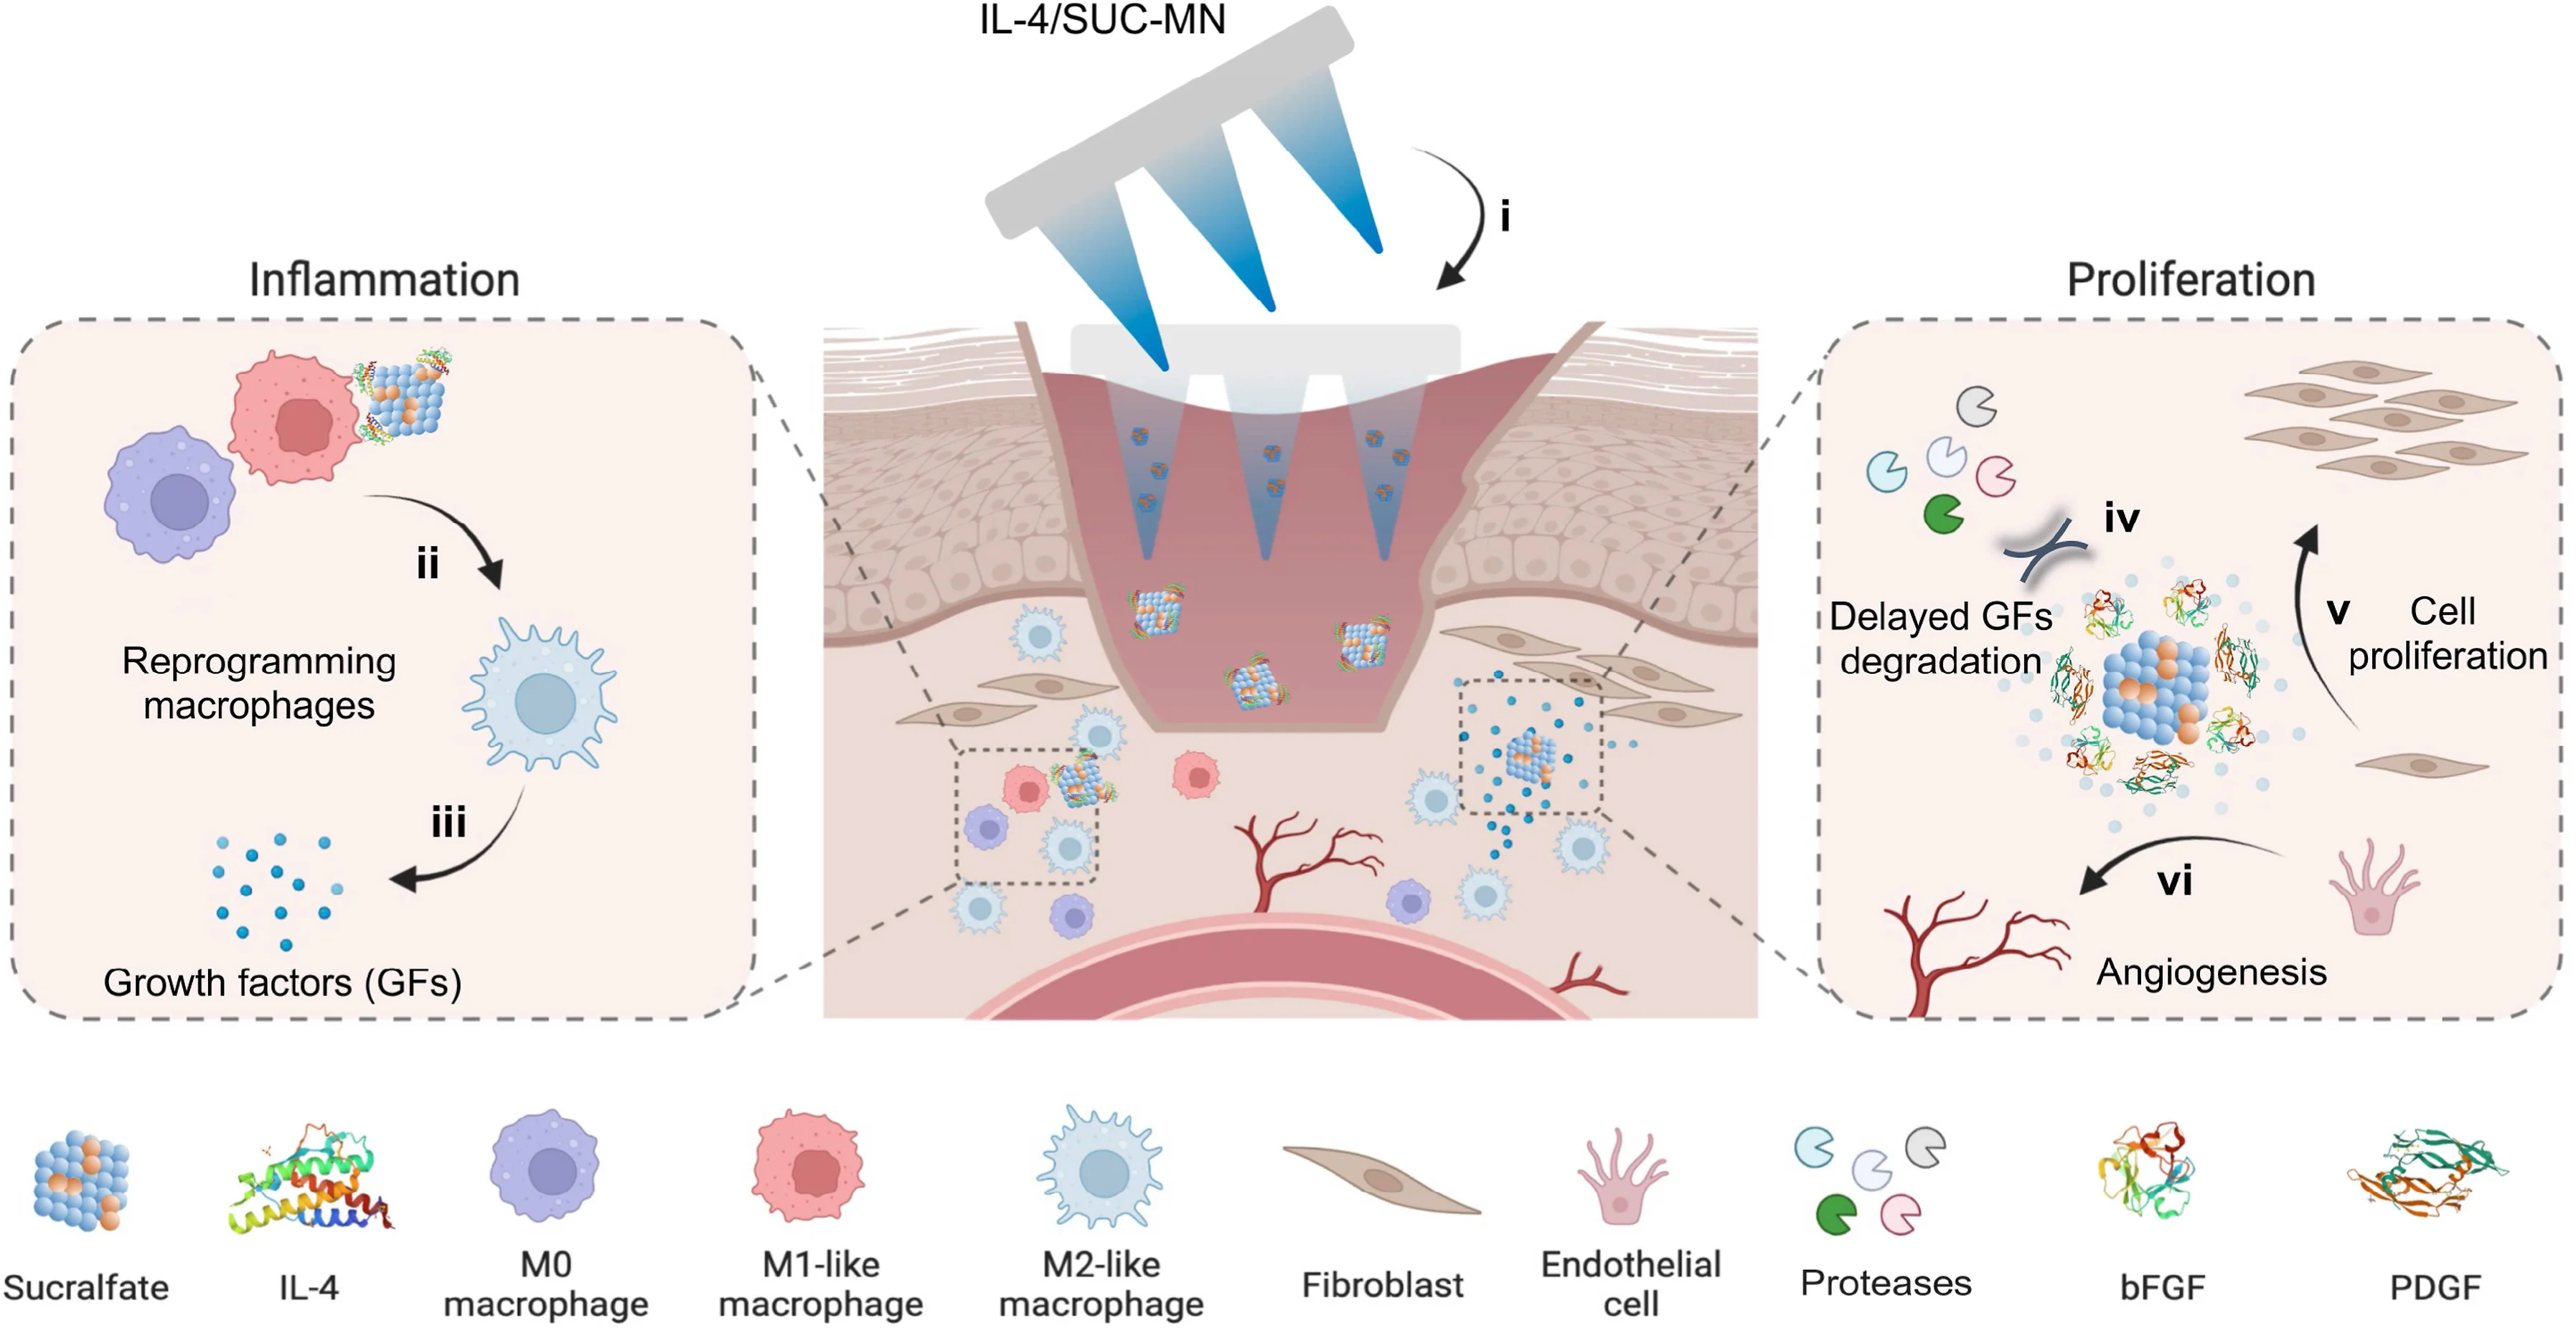 IL-4/SUC-MN
i
Inflammation
ii
Reprogramming
macrophages
iii
Growth factors (GFs)
Proliferation
iv
Delayed GFs
degradation
v
Cell
proliferation
vi
Angiogenesis
Sucralfate
IL-4
M0
macrophage
M1-like
macrophage
M2-like
macrophage
Fibroblast
Endothelial
cell
Proteases
bFGF
PDGF